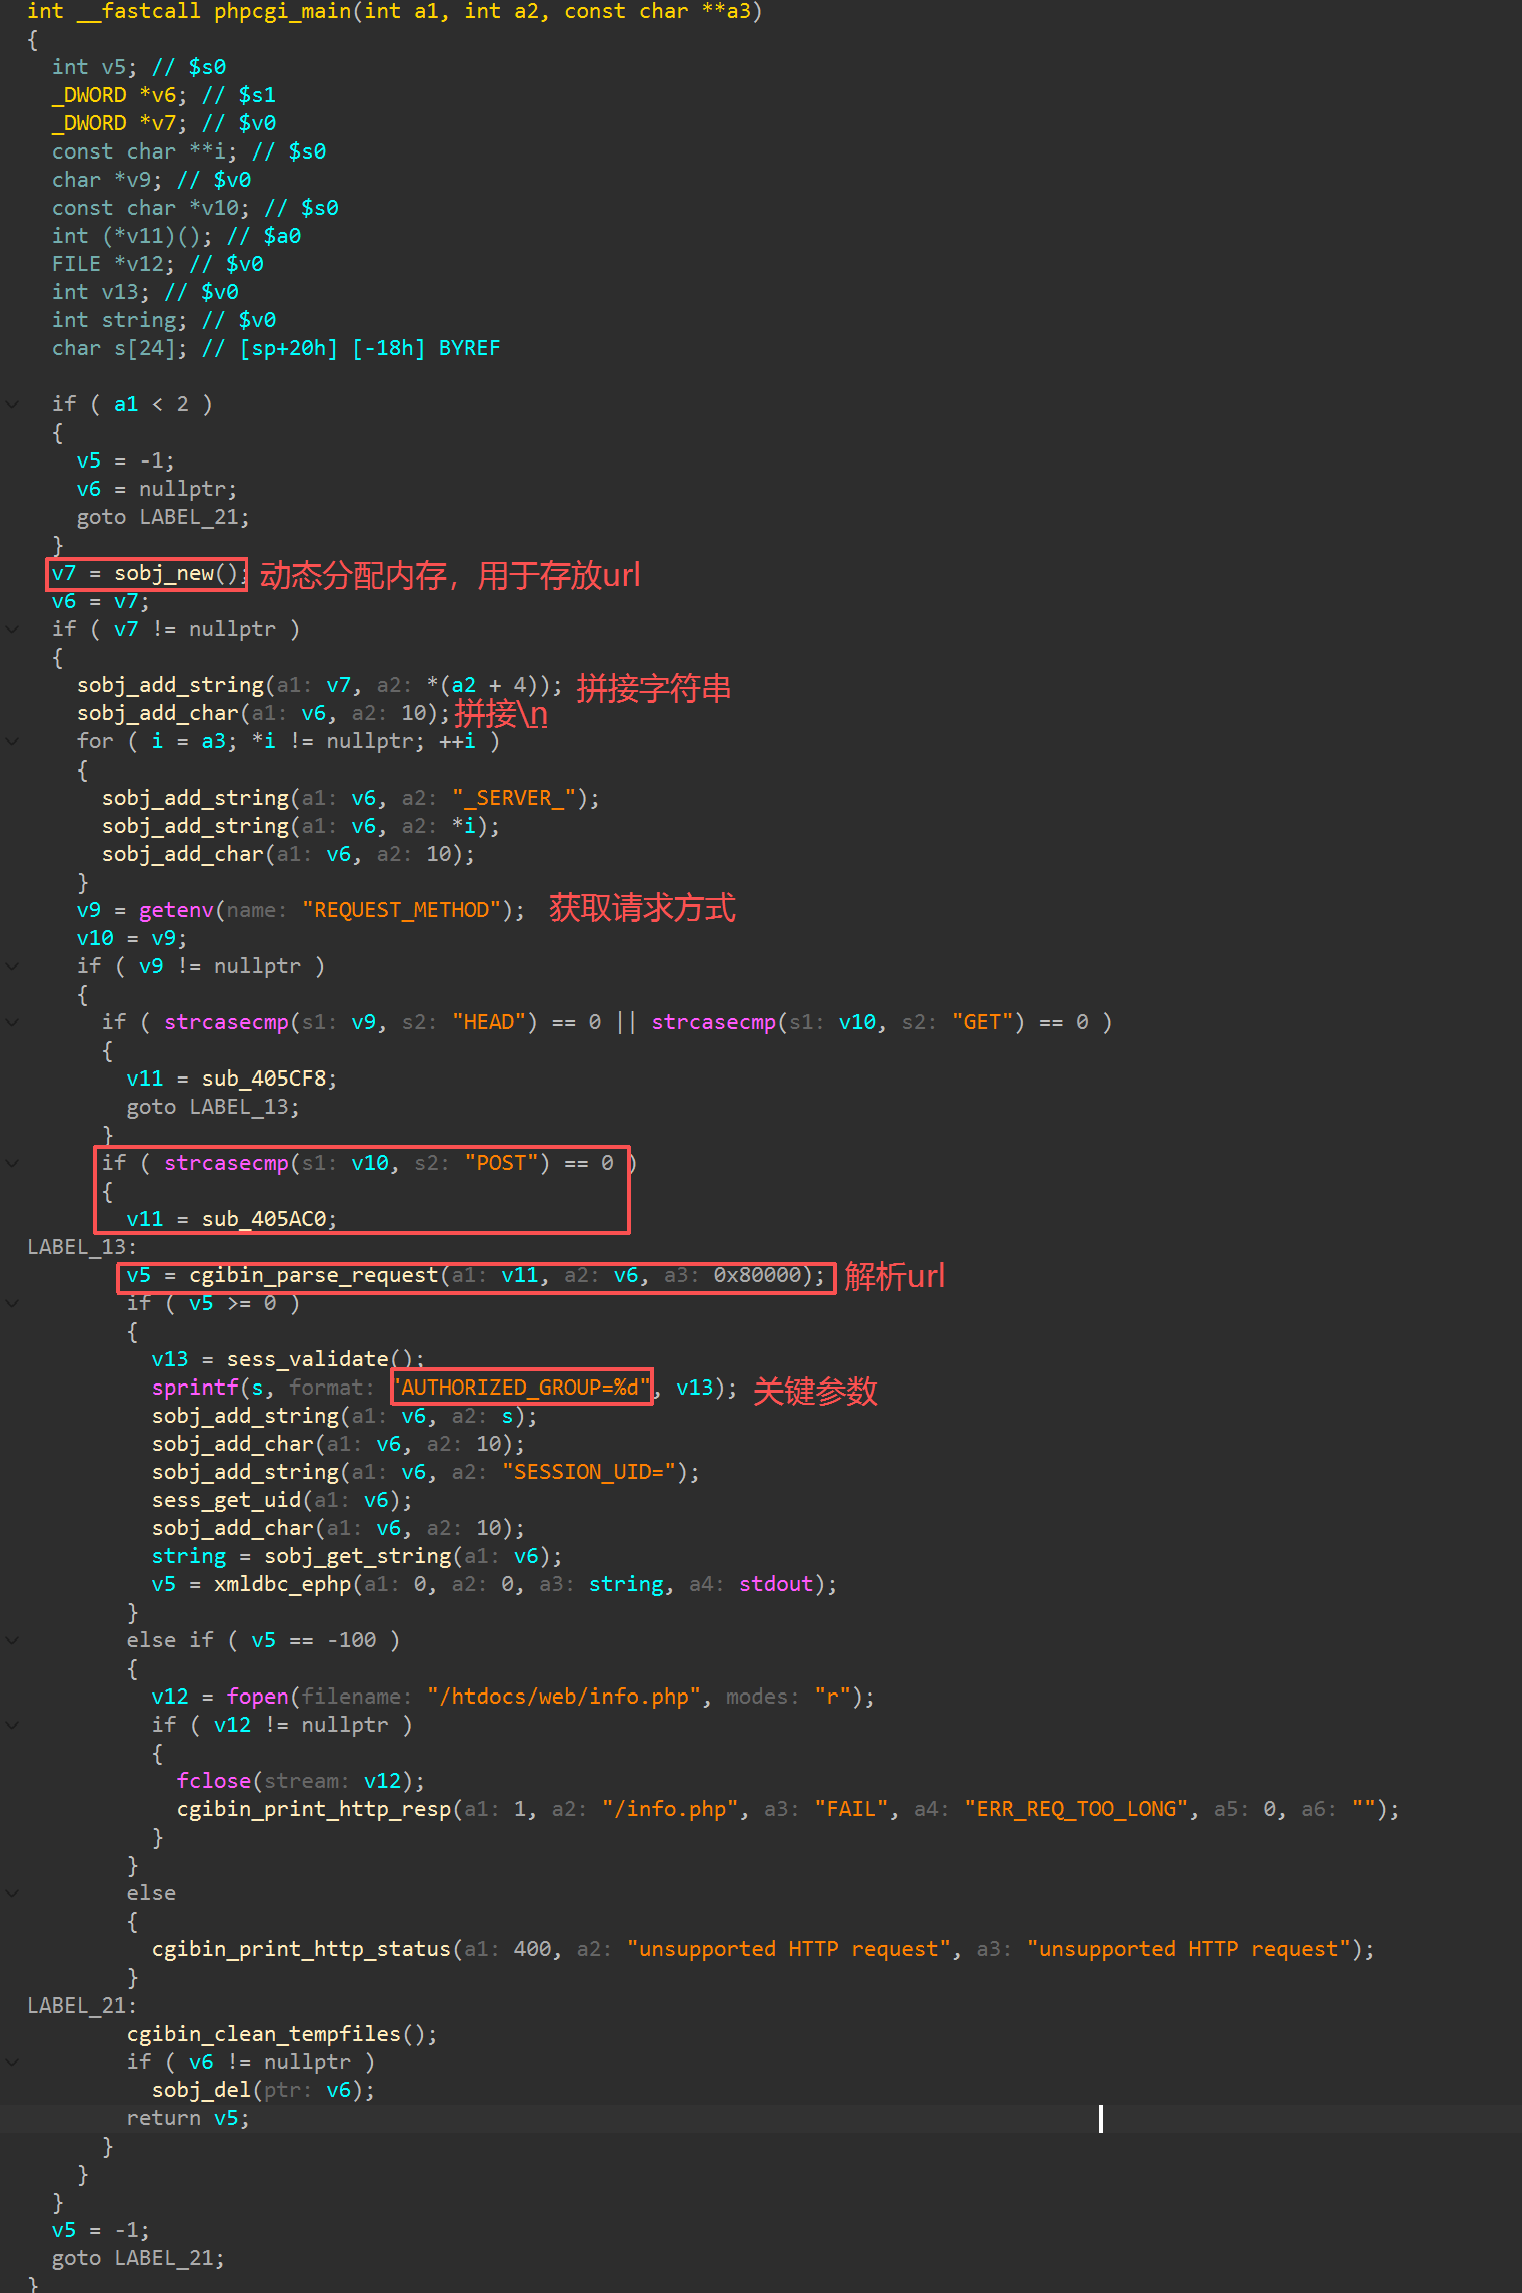 int __fastcall phpcgi_main(int a1, int a2, const char **a3)
{
int v5; // $s0
_DWORD *v6; // $s1
_DWORD *v7; // $v0
const char **i; // $s0
char *v9; // $v0
const char *v10; // $s0
int (*v11)(); // $a0
FILE *v12; // $v0
int v13; // $v0
int string; // $v0
char s[24]; // [sp+20h] [-18h] BYREF
if ( a1 < 2 )
{
v5 = -1;
v6 = nullptr;
goto LABEL_21;
}
v7 = sobj_new(); 动态分配内存，用于存放url
v6 = v7;
if ( v7 != nullptr )
{
sobj_add_string(a1: v7, a2: *(a2 + 4)); 拼接字符串
sobj_add_char(a1: v6, a2: 10); 拼接\n
for ( i = a3; *i != nullptr; ++i )
{
sobj_add_string(a1: v6, a2: "_SERVER_");
sobj_add_string(a1: v6, a2: *i);
sobj_add_char(a1: v6, a2: 10);
}
v9 = getenv(name: "REQUEST_METHOD"); 获取请求方式
v10 = v9;
if ( v9 != nullptr )
{
if ( strcasecmp(s1: v9, s2: "HEAD") == 0 || strcasecmp(s1: v10, s2: "GET") == 0 )
{
v11 = sub_405CF8;
goto LABEL_13;
}
if ( strcasecmp(s1: v10, s2: "POST") == 0 )
{
v11 = sub_405AC0;
LABEL_13:
v5 = cgibin_parse_request(a1: v11, a2: v6, a3: 0x80000); 解析url
if ( v5 >= 0 )
{
v13 = sess_validate();
sprintf(s, format: "AUTHORIZED_GROUP=%d", v13); 关键参数
sobj_add_string(a1: v6, a2: s);
sobj_add_char(a1: v6, a2: 10);
sobj_add_string(a1: v6, a2: "SESSION_UID=");
sess_get_uid(a1: v6);
sobj_add_char(a1: v6, a2: 10);
string = sobj_get_string(a1: v6);
v5 = xmldbc_ephp(a1: 0, a2: 0, a3: string, a4: stdout);
}
else if ( v5 == -100 )
{
v12 = fopen(filename: "/htdocs/web/info.php", modes: "r");
if ( v12 != nullptr )
{
fclose(stream: v12);
cgibin_print_http_resp(a1: 1, a2: "/info.php", a3: "FAIL", a4: "ERR_REQ_TOO_LONG", a5: 0, a6: "");
}
}
else
{
cgibin_print_http_status(a1: 400, a2: "unsupported HTTP request", a3: "unsupported HTTP request");
}
LABEL_21:
cgibin_clean_tempfiles();
if ( v6 != nullptr )
sobj_del(ptr: v6);
return v5;
}
}
}
v5 = -1;
goto LABEL_21;
}